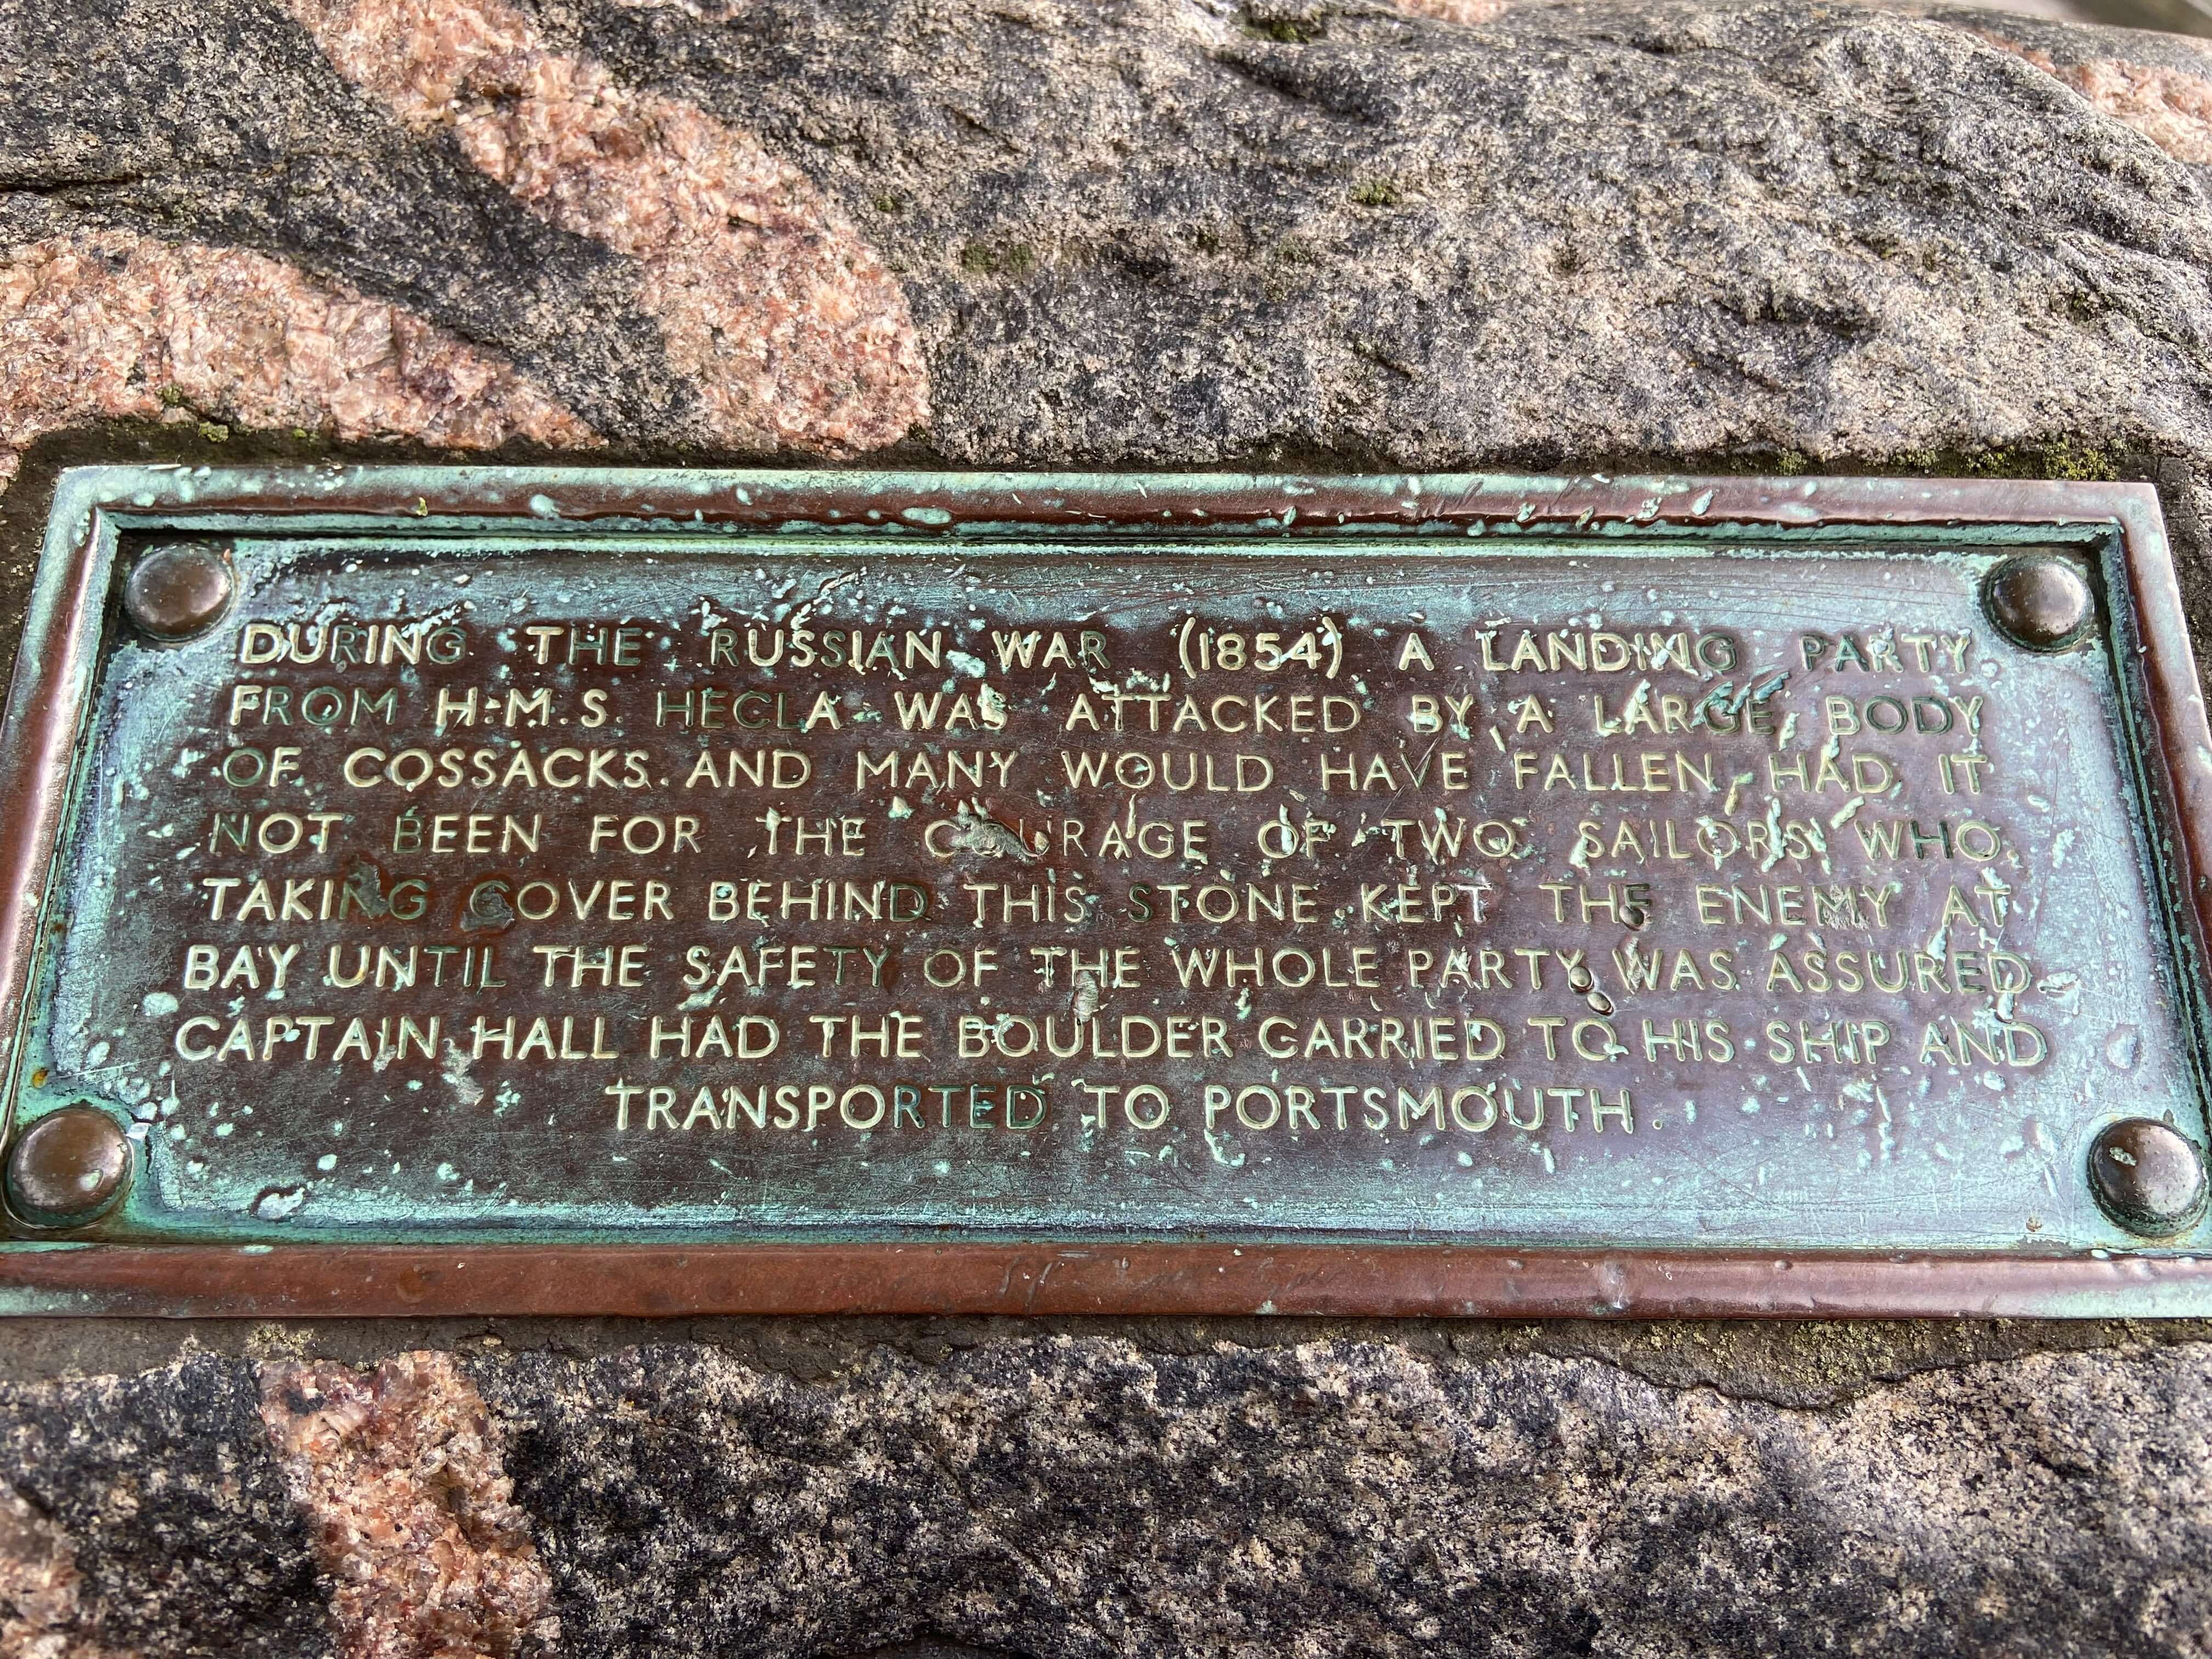 DURING THE RUSSIAN WAR (1854) A LANDING PARTY
FROM H.M.S. HECLA WAS ATTACKED BY A LARGE BODY
OF COSSACKS AND MANY WOULD HAVE FALLEN, HAD IT
NOT BEEN FOR THE COURAGE OF TWO SAILORS WHO,
TAKING COVER BEHIND THIS STONE KEPT THE ENEMY AT
BAY UNTIL THE SAFETY OF THE WHOLE PARTY WAS ASSURED.
CAPTAIN HALL HAD THE BOULDER CARRIED TO HIS SHIP AND
TRANSPORTED TO PORTSMOUTH.